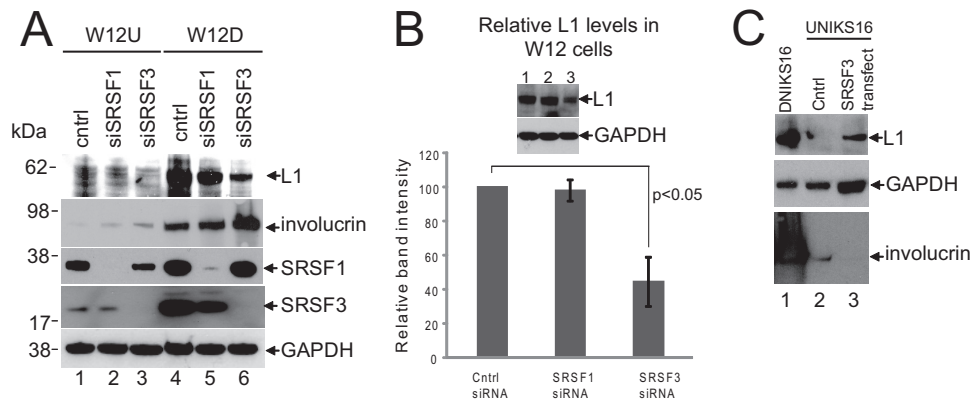 A
W12U W12D
cntrl
siSRSF1
siSRSF3
cntrl
siSRSF1
siSRSF3
kDa
62- L1
98- involucrin
38- SRSF1
SRSF3
17-
38- GAPDH
1 2 3 4 5 6
B
Relative L1 levels in
W12 cells
1 2 3
L1
GAPDH
Relative band intensity
120
100
80
60
40
20
0
p<0.05
Cntrl
siRNA
SRSF1
siRNA
SRSF3
siRNA
C
UNIKS16
DNIKS16
Cntrl
SRSF3
transfect
L1
GAPDH
involucrin
1 2 3